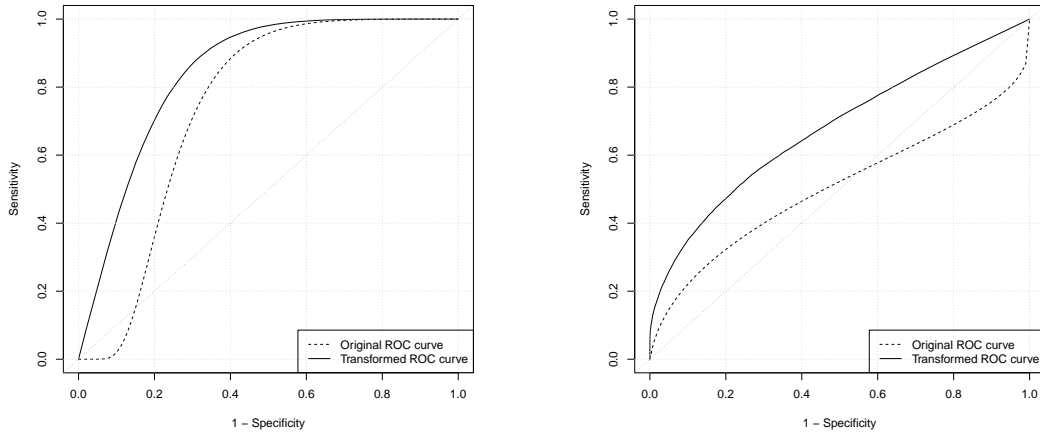 Sensitivity
0.0 0.2 0.4 0.6 0.8 1.0
0.0 0.2 0.4 0.6 0.8 1.0
1 − Specificity
Original ROC curve
Transformed ROC curve
Sensitivity
0.0 0.2 0.4 0.6 0.8 1.0
0.0 0.2 0.4 0.6 0.8 1.0
1 − Specificity
Original ROC curve
Transformed ROC curve